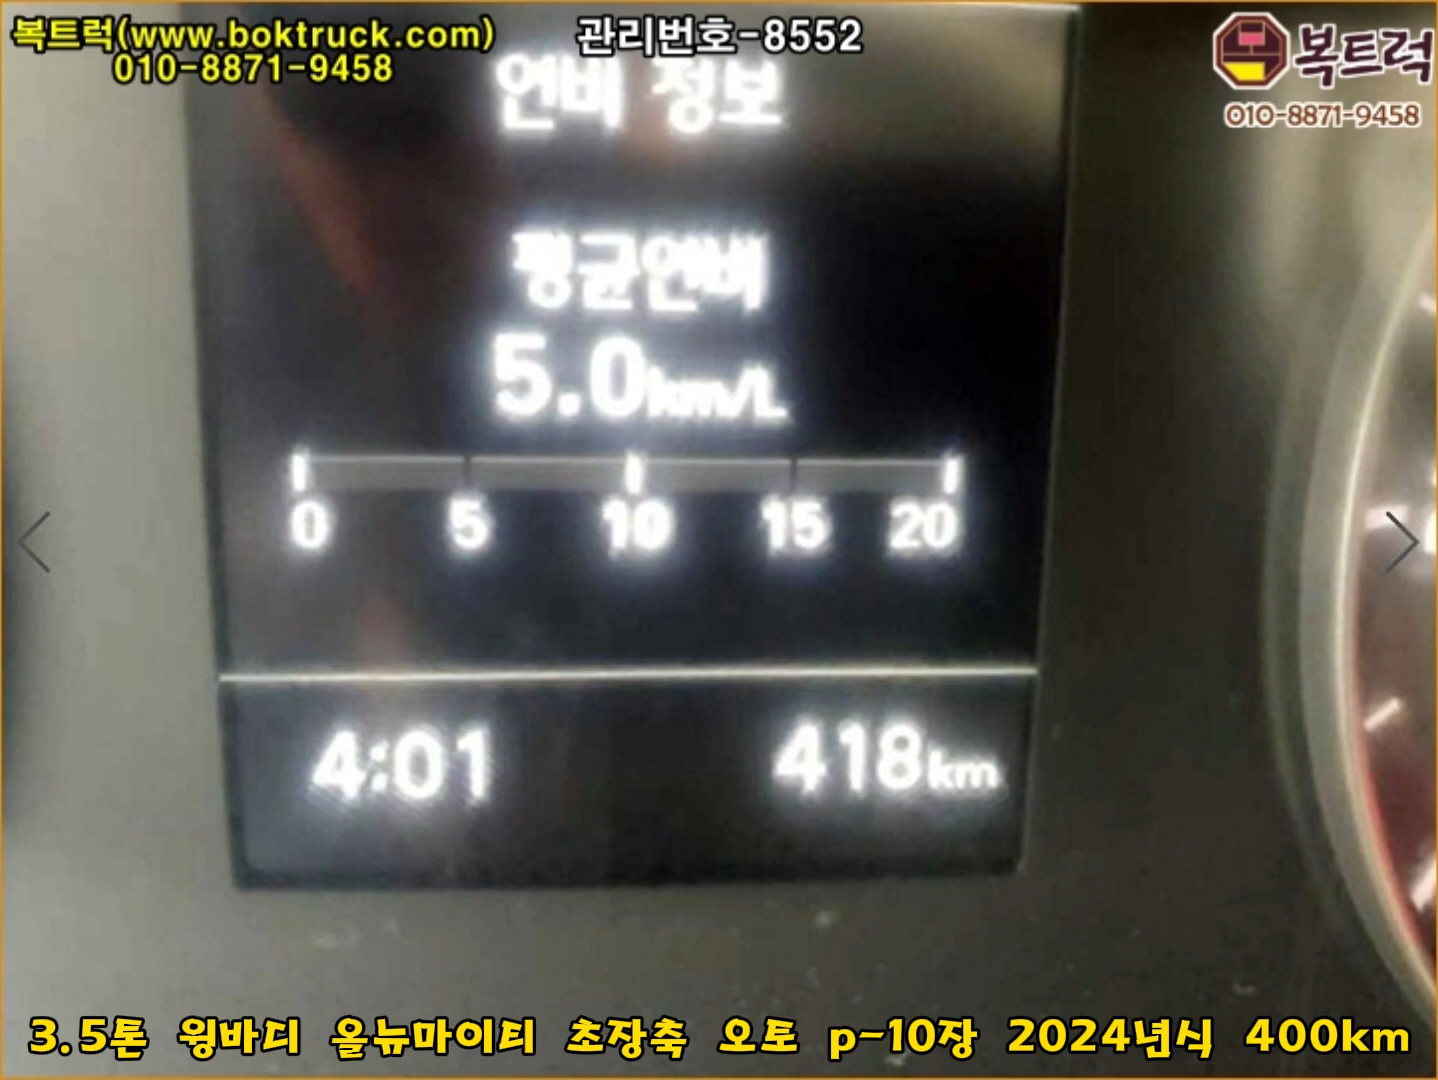 복트럭(www.boktruck.com)
010-8871-9458
관리번호-8552
복트럭
010-8871-9458
연비 정보
평균연비
5.0km/L
0 5 10 15 20
4:01 418km
3.5톤 윙바디 올뉴마이티 초장축 오토 p-10장 2024년식 400km